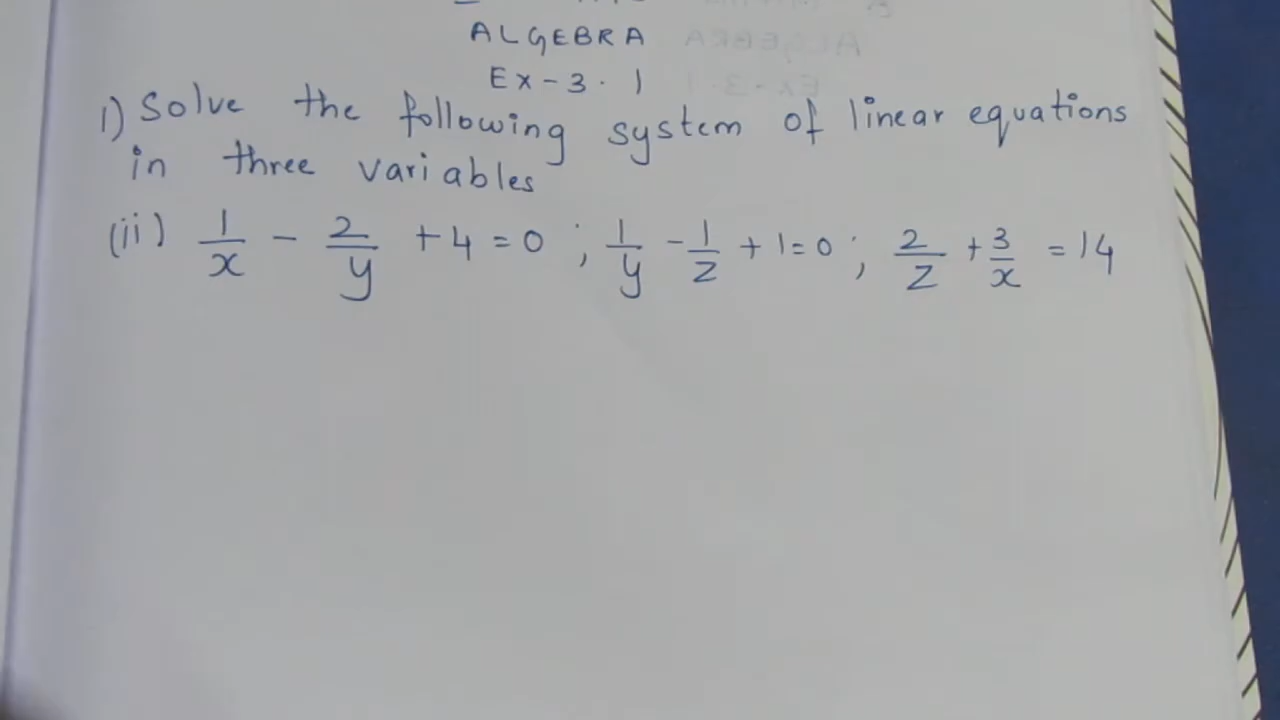 ALGEBRA
Ex-3.1
1) Solve the following system of linear equations
in three variables
(ii) 1/x - 2/y + 4 = 0 ; 1/y - 1/z + 1 = 0 ; 2/z + 3/x = 14